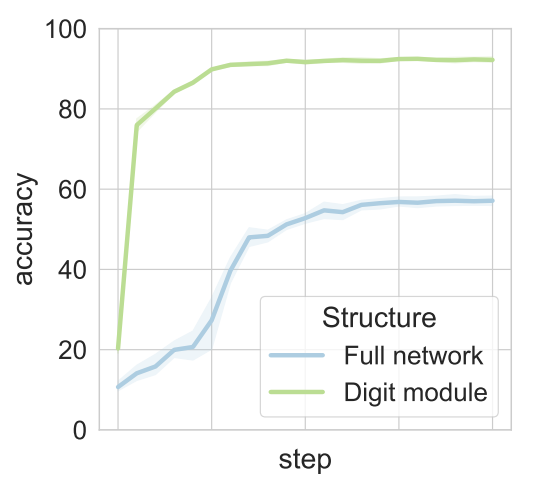 100
80
60
40
20
0
accuracy
Structure
Full network
Digit module
step